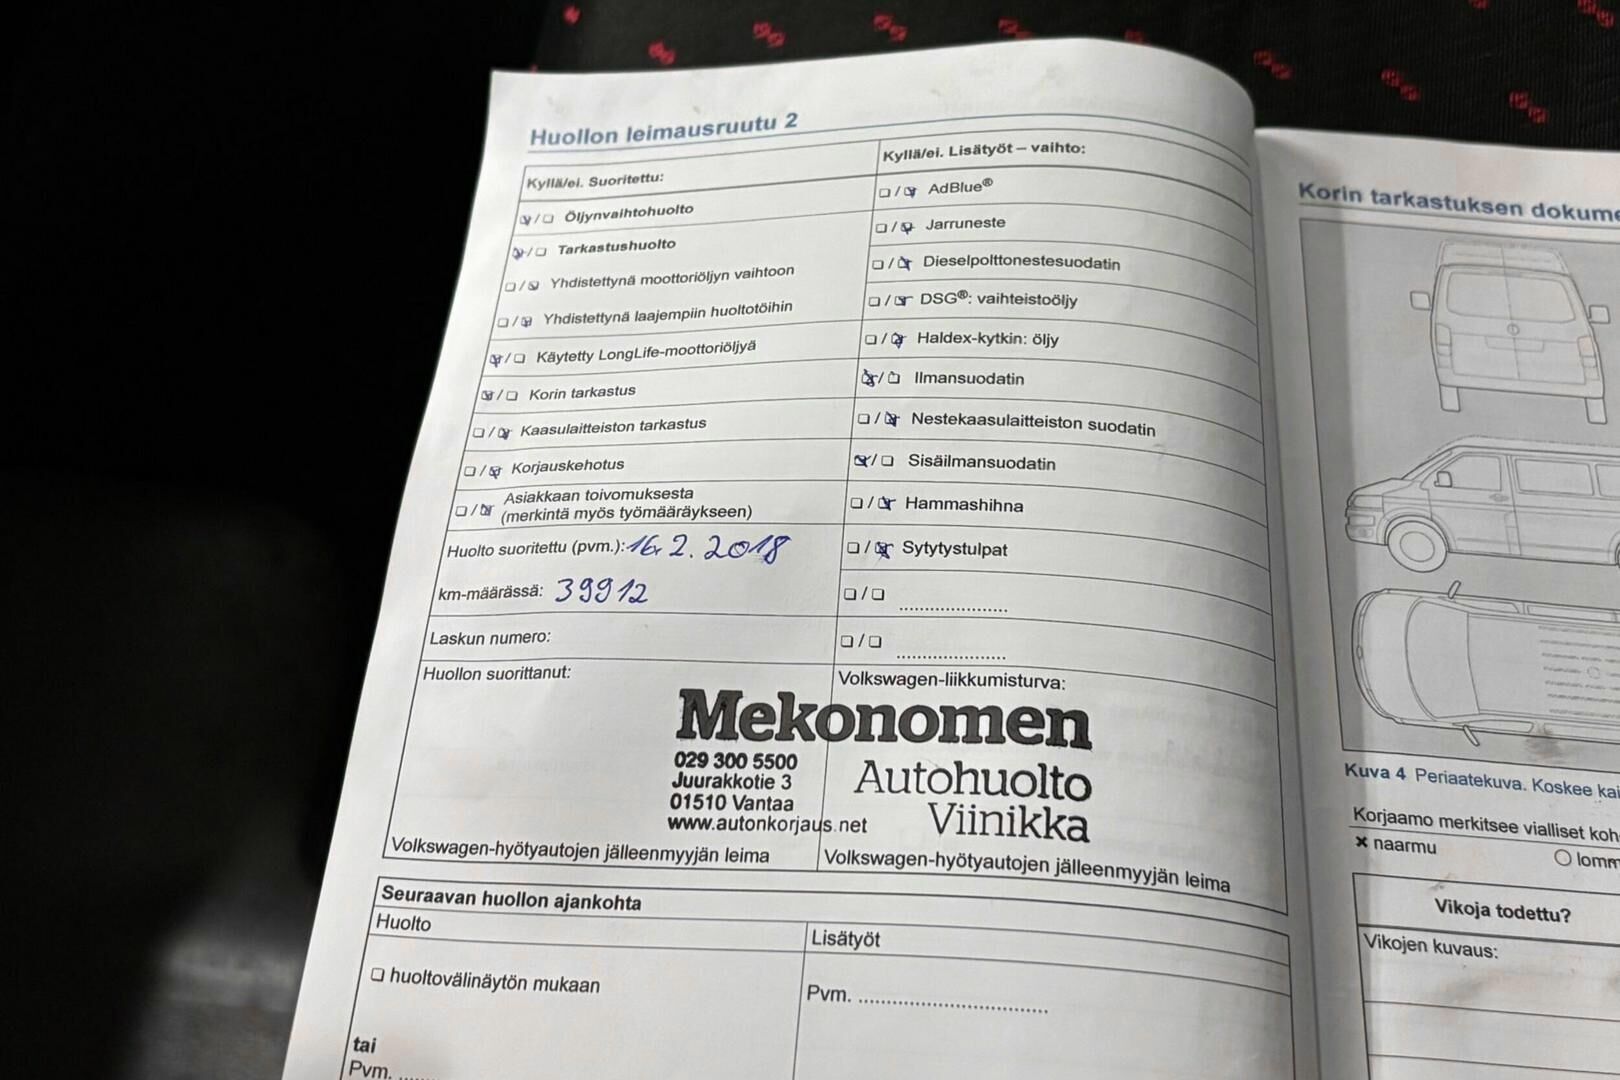 Huollon leimausruutu 2
Kyllä/ei. Suoritettu:
Öljynvaihtohuolto
Tarkastushuolto
Yhdistettynä moottoriöljyn vaihtoon
Yhdistettynä laajempiin huoltotöihin
Käytetty LongLife-moottoriöljyä
Korin tarkastus
Kaasulaitteiston tarkastus
Korjauskehotus
Asiakkaan toivomuksesta
(merkintä myös työmääräykseen)
Huolto suoritettu (pvm.): 16. 2. 2018
km-määrässä: 39912
Laskun numero:
Huollon suorittanut:
Kyllä/ei. Lisätyöt – vaihto:
AdBlue®
Jarruneste
Dieselpolttonestesuodatin
DSG®: vaihteistoöljy
Haldex-kytkin: öljy
Ilmansuodatin
Nestekaasulaitteiston suodatin
Sisäilmansuodatin
Hammashihna
Sytytystulpat
Volkswagen-liikkumisturva:
Mekonomen
029 300 5500
Juurakkotie 3
01510 Vantaa
www.autonkorjaus.net
Autohuolto
Viinikka
Volkswagen-hyötyautojen jälleenmyyjän leima
Volkswagen-hyötyautojen jälleenmyyjän leima
Seuraavan huollon ajankohta
Huolto
Lisätyöt
huoltovälinäytön mukaan
Pvm.
tai
Pvm.
Korin tarkastuksen dokume
Kuva 4 Periaatekuva. Koskee kai
Korjaamo merkitsee vialliset koh
naarmu
lomm
Vikoja todettu?
Vikojen kuvaus: